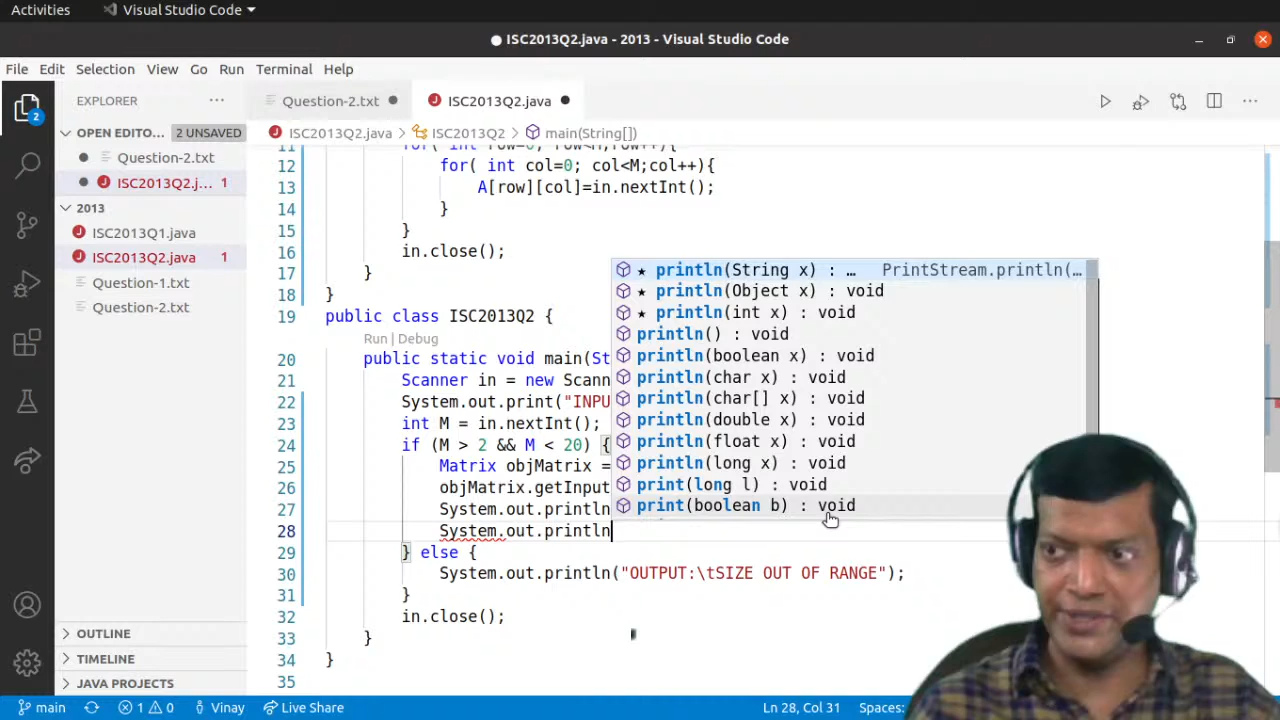 Activities
Visual Studio Code
ISC2013Q2.java - 2013 - Visual Studio Code
File Edit Selection View Go Run Terminal Help
EXPLORER
Question-2.txt
ISC2013Q2.java
OPEN EDITO... 2 UNSAVED
ISC2013Q2.java > ISC2013Q2 > main(String[])
Question-2.txt
ISC2013Q2.j... 1
2013
ISC2013Q1.java
ISC2013Q2.java 1
Question-1.txt
Question-2.txt
11 for( int row=0; row<M;row++){
12 for( int col=0; col<M;col++){
13 A[row][col]=in.nextInt();
14 }
15 }
16 in.close();
17 }
18 }
19 public class ISC2013Q2 {
Run | Debug
20 public static void main(St
21 Scanner in = new Scann
22 System.out.print("INPU
23 int M = in.nextInt();
24 if (M > 2 && M < 20) {
25 Matrix objMatrix =
26 objMatrix.getInput
27 System.out.println
28 System.out.println
29 } else {
30 System.out.println("OUTPUT:\tSIZE OUT OF RANGE");
31 }
32 in.close();
33 }
34 }
35
★ println(String x) : … PrintStream.println(…
★ println(Object x) : void
★ println(int x) : void
println() : void
println(boolean x) : void
println(char x) : void
println(char[] x) : void
println(double x) : void
println(float x) : void
println(long x) : void
print(long l) : void
print(boolean b) : void
OUTLINE
TIMELINE
JAVA PROJECTS
2
main
1 0
Vinay
Live Share
Ln 28, Col 31
Spaces: